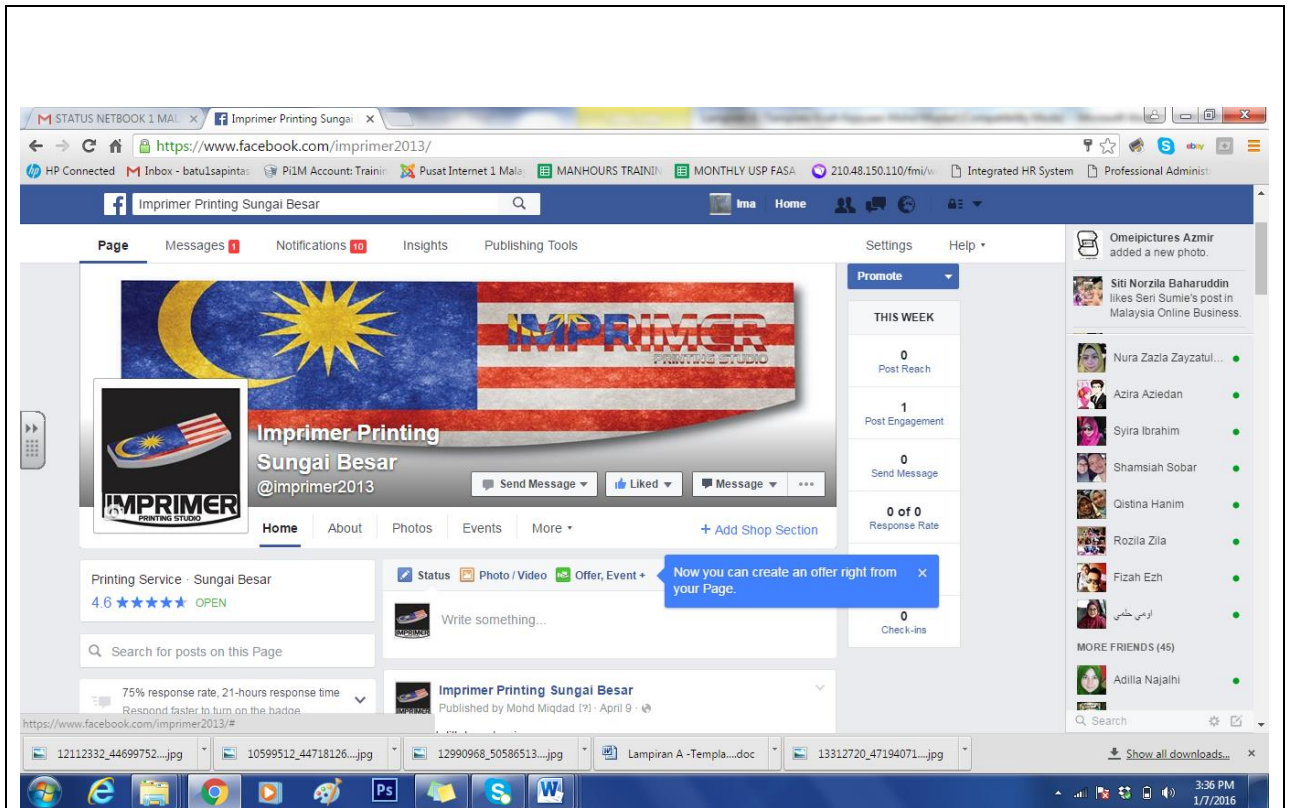 STATUS NETBOOK 1 MAL
Imprimer Printing Sungai
https://www.facebook.com/imprimer2013/
HP Connected
Inbox - batu1sapintas
Pi1M Account: Trainin
Pusat Internet 1 Mala
MANHOURS TRAININ
MONTHLY USP FASA
210.48.150.110/fmi/w
Integrated HR System
Professional Administ
Imprimer Printing Sungai Besar
Ima
Home
Page
Messages 1
Notifications 10
Insights
Publishing Tools
Settings
Help
IMPRIMER
PRINTING STUDIO
IMPRIMER
PRINTING STUDIO
Imprimer Printing
Sungai Besar
@imprimer2013
Send Message
Liked
Message
Home
About
Photos
Events
More
+ Add Shop Section
Promote
THIS WEEK
0
Post Reach
1
Post Engagement
0
Send Message
0 of 0
Response Rate
0
Check-ins
Printing Service · Sungai Besar
4.6 ★★★★★ OPEN
Search for posts on this Page
75% response rate, 21-hours response time
Respond faster to turn on the badge
Status
Photo / Video
Offer, Event +
Now you can create an offer right from
your Page.
Write something...
Imprimer Printing Sungai Besar
Published by Mohd Miqdad [?] · April 9 ·
Omeipictures Azmir
added a new photo.
Siti Norzila Baharuddin
likes Seri Sumie's post in
Malaysia Online Business.
Nura Zazla Zayzatul...
Azira Aziedan
Syira Ibrahim
Shamsiah Sobar
Qistina Hanim
Rozila Zila
Fizah Ezh
اومي حلمي
MORE FRIENDS (45)
Adilla Najalhi
Search
https://www.facebook.com/imprimer2013/#
12112332_44699752....jpg
10599512_44718126....jpg
12990968_50586513....jpg
Lampiran A -Templa....doc
13312720_47194071....jpg
Show all downloads...
Ps
3:36 PM
1/7/2016